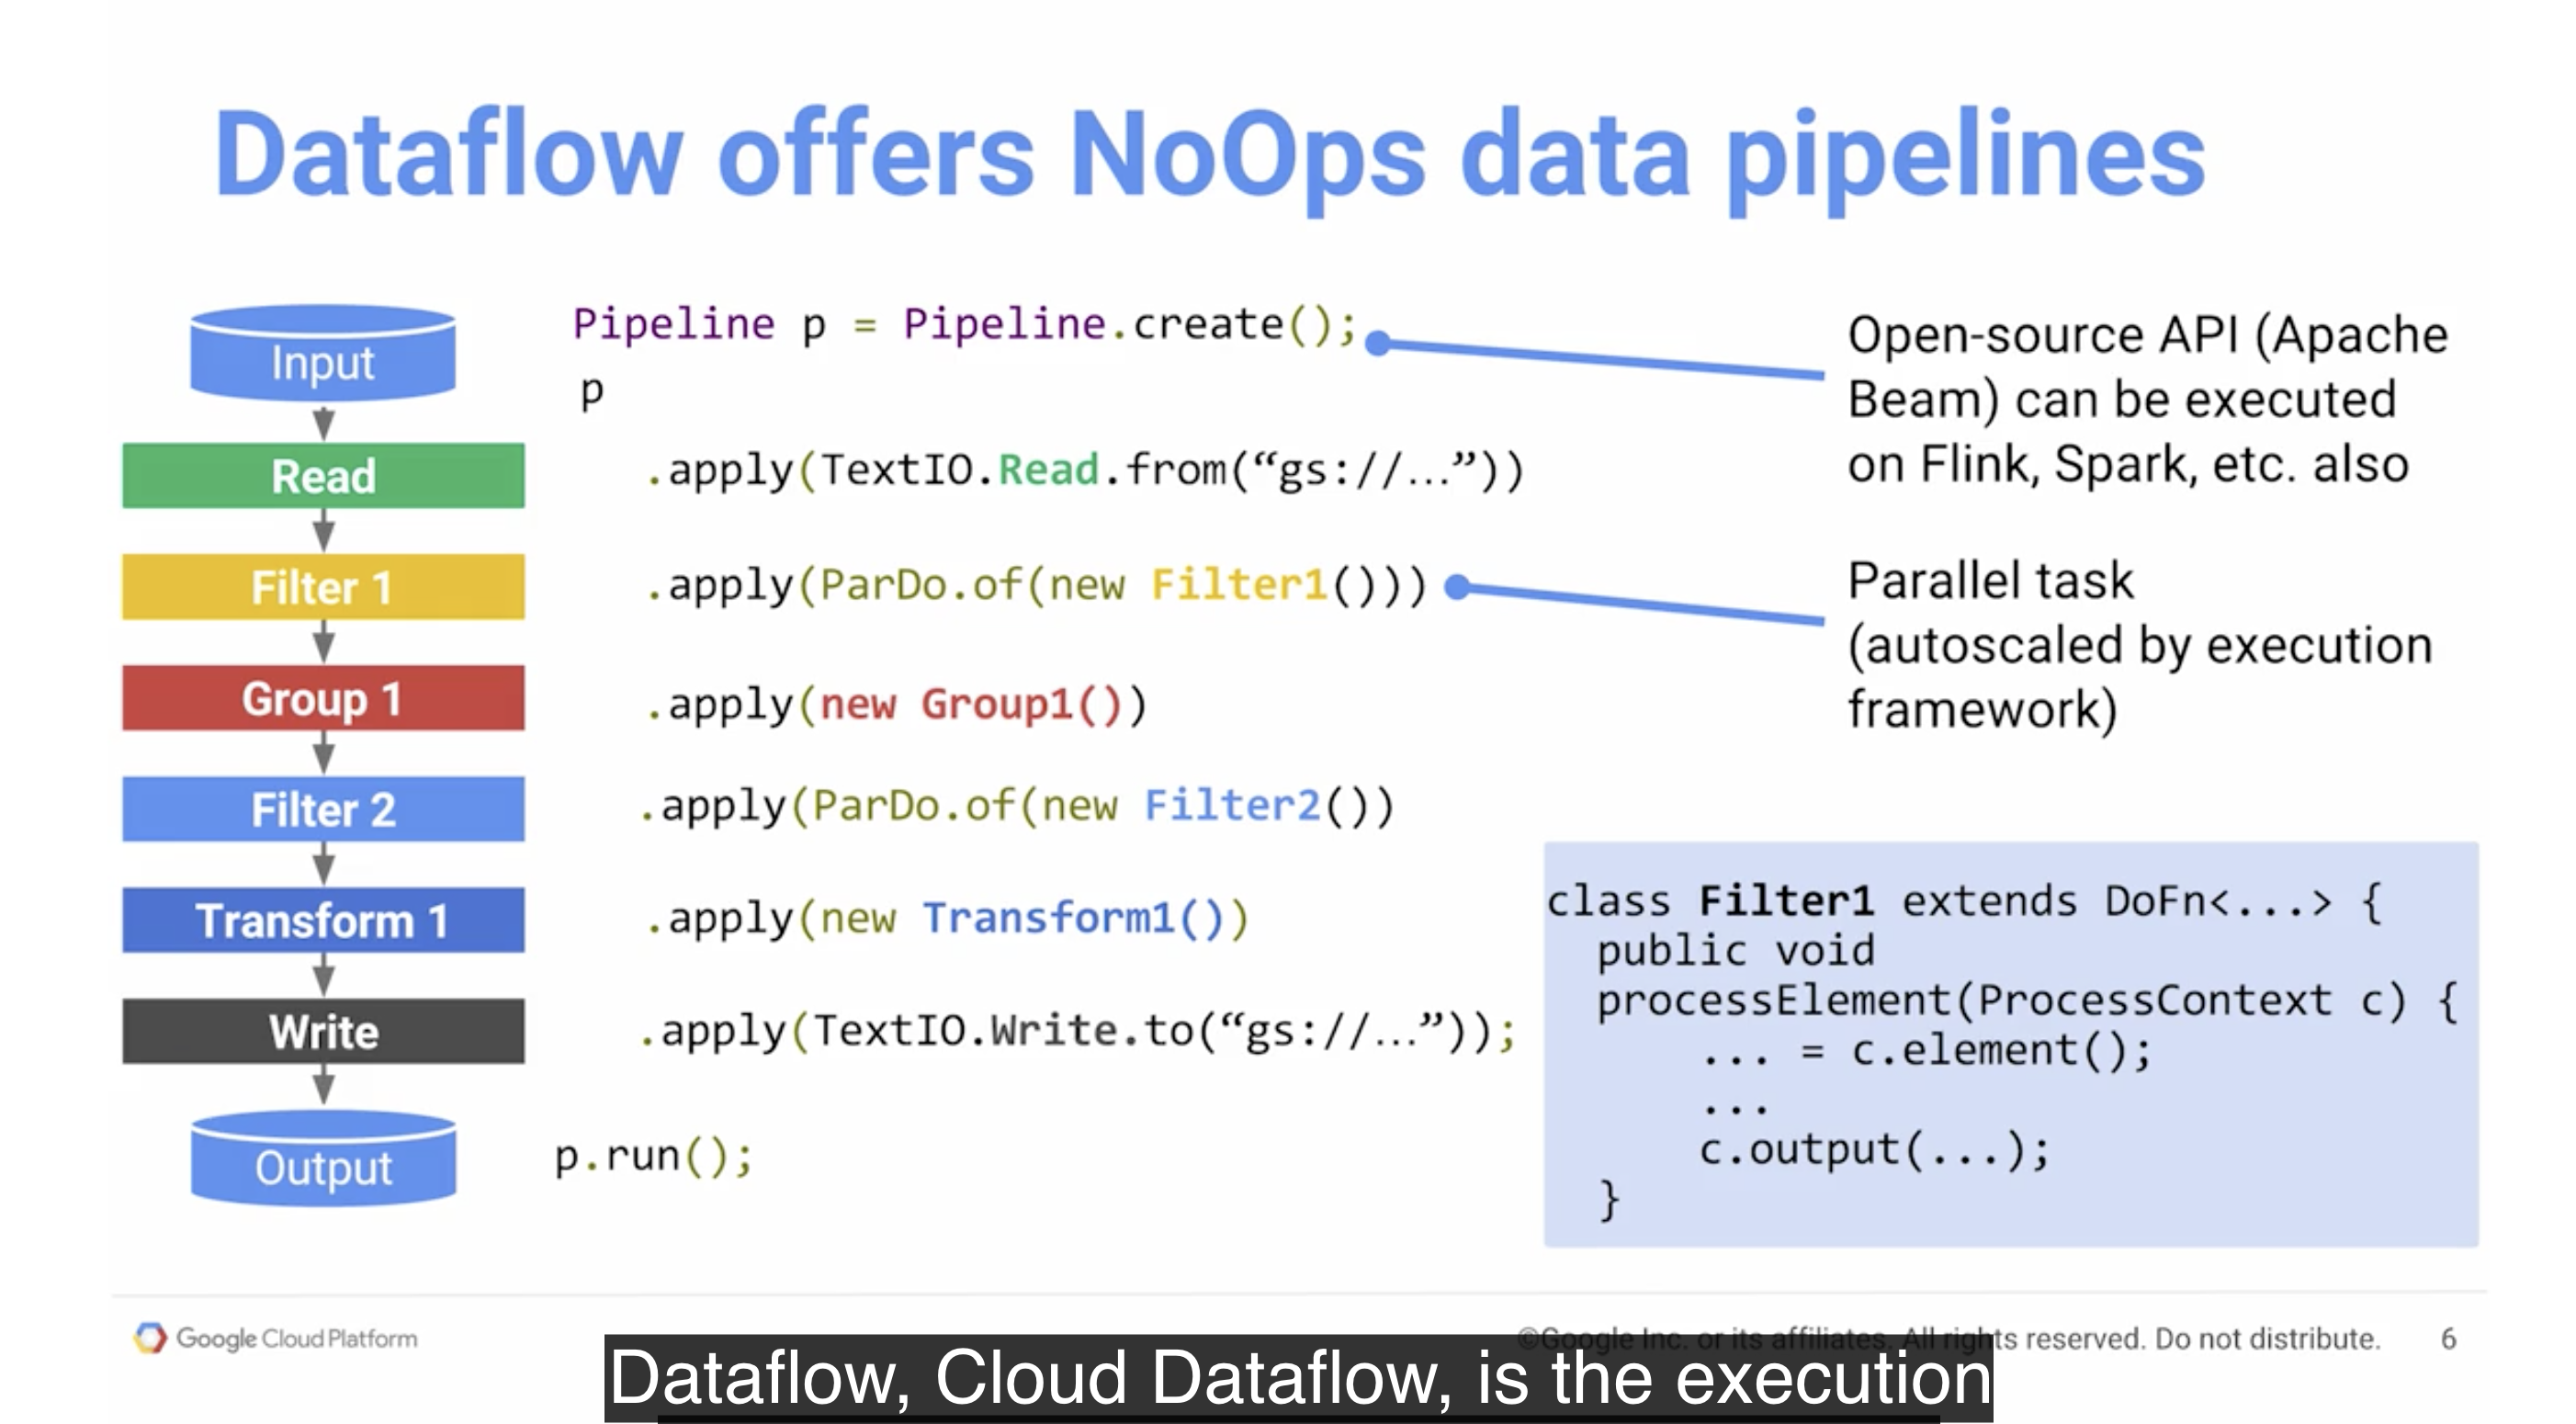 Dataflow offers NoOps data pipelines
Input
Read
Filter 1
Group 1
Filter 2
Transform 1
Write
Output
Pipeline p = Pipeline.create();
p
.apply(TextIO.Read.from(“gs://…”))
.apply(ParDo.of(new Filter1()))
.apply(new Group1())
.apply(ParDo.of(new Filter2())
.apply(new Transform1())
.apply(TextIO.Write.to(“gs://…”));
p.run();
Open-source API (Apache
Beam) can be executed
on Flink, Spark, etc. also
Parallel task
(autoscaled by execution
framework)
class Filter1 extends DoFn<...> {
public void
processElement(ProcessContext c) {
... = c.element();
...
c.output(...);
}
Google Cloud Platform
©Google Inc. or its affiliates. All rights reserved. Do not distribute.
6
Dataflow, Cloud Dataflow, is the execution